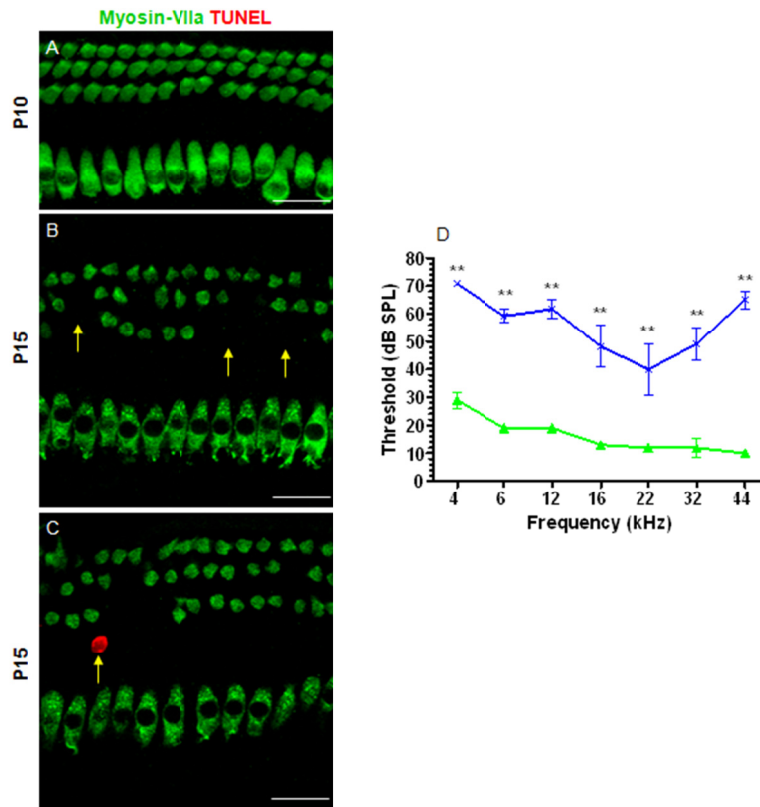 Myosin-VIIa TUNEL
A
P10
B
P15
C
P15
D
** ** ** ** ** ** **
80
70
60
50
40
30
20
10
0
Threshold (dB SPL)
4 6 12 16 22 32 44
Frequency (kHz)